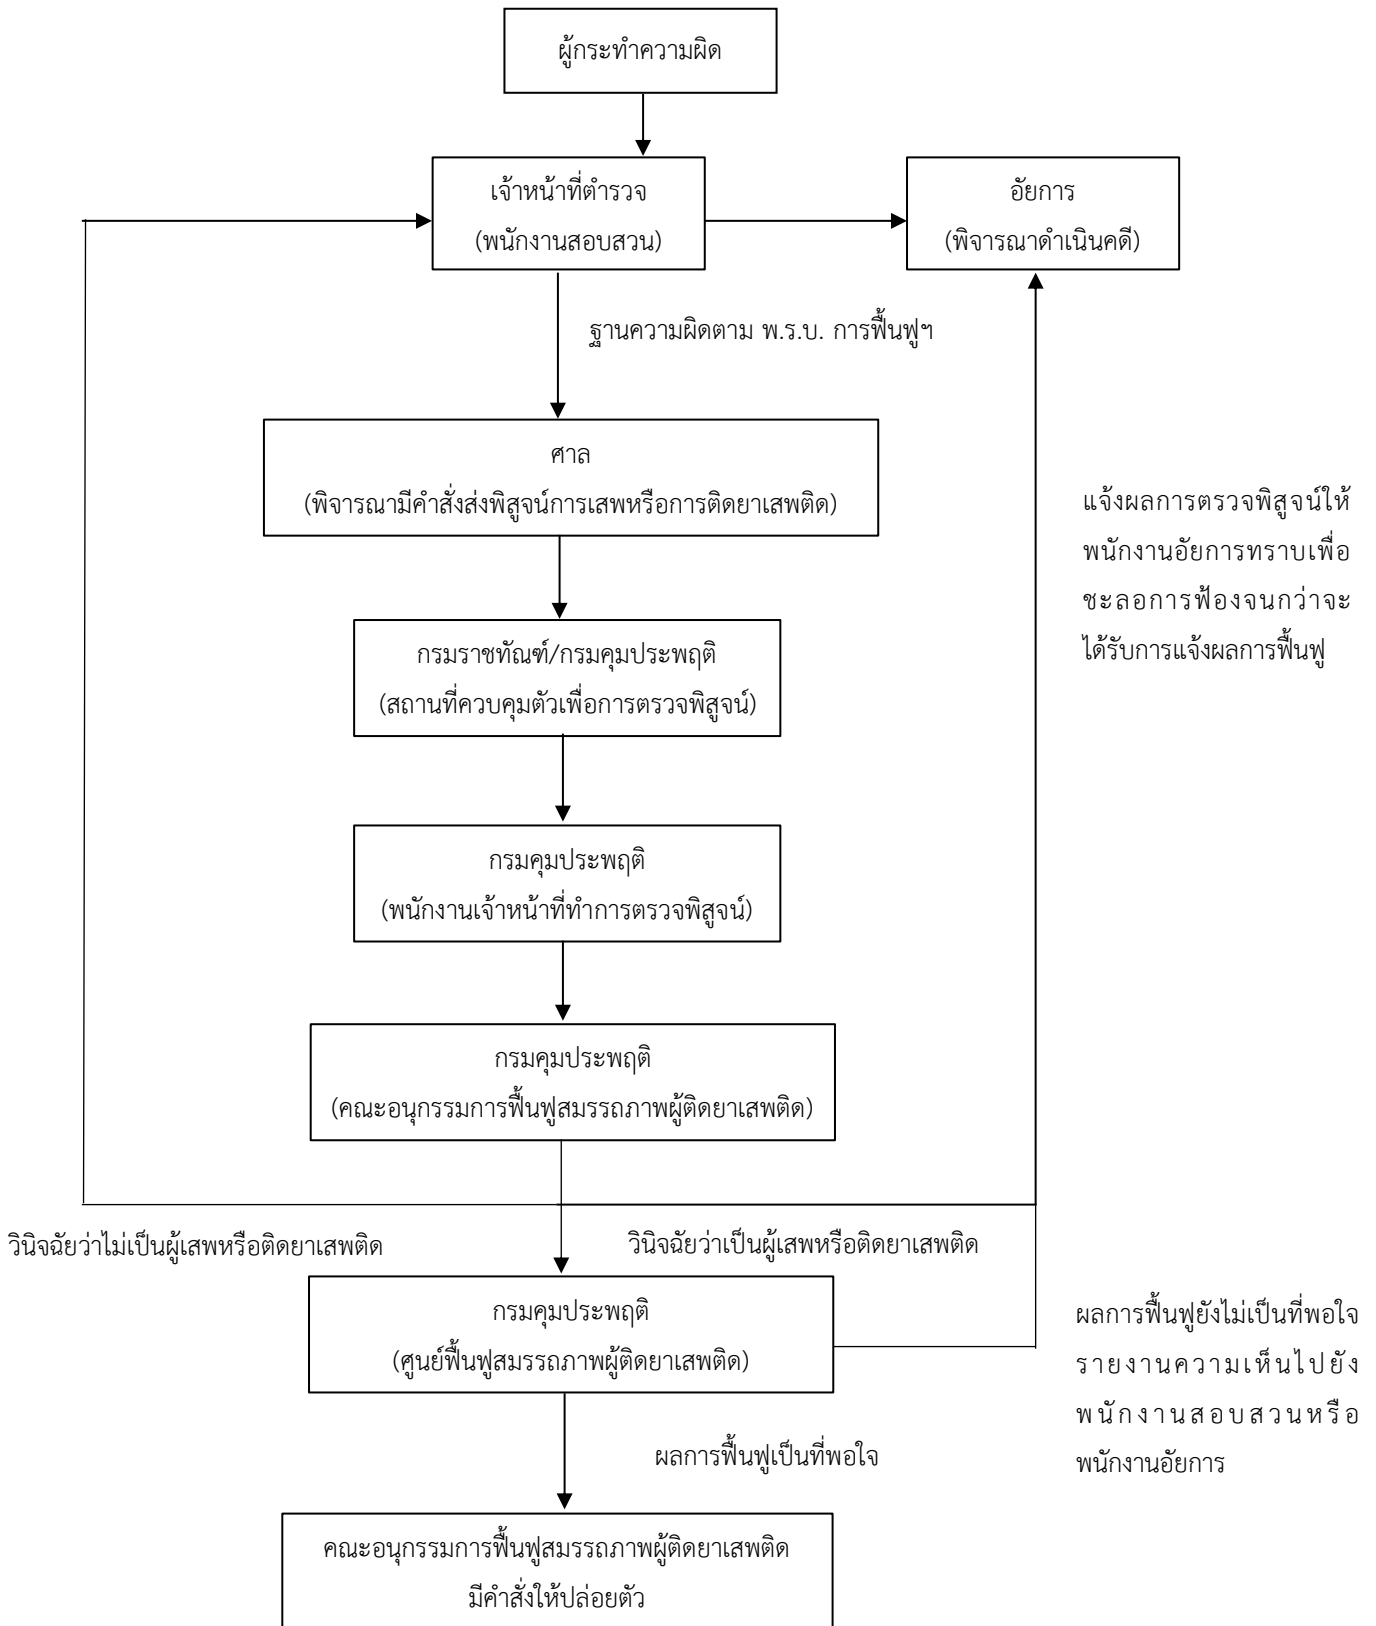 ผู้กระทำความผิด
เจ้าหน้าที่ตำรวจ
(พนักงานสอบสวน)
อัยการ
(พิจารณาดำเนินคดี)
ฐานความผิดตาม พ.ร.บ. การฟื้นฟูฯ
ศาล
(พิจารณามีคำสั่งส่งพิสูจน์การเสพหรือการติดยาเสพติด)
แจ้งผลการตรวจพิสูจน์ให้
พนักงานอัยการทราบเพื่อ
ชะลอการฟ้องจนกว่าจะ
ได้รับการแจ้งผลการฟื้นฟู
กรมราชทัณฑ์/กรมคุมประพฤติ
(สถานที่ควบคุมตัวเพื่อการตรวจพิสูจน์)
กรมคุมประพฤติ
(พนักงานเจ้าหน้าที่ทำการตรวจพิสูจน์)
กรมคุมประพฤติ
(คณะอนุกรรมการฟื้นฟูสมรรถภาพผู้ติดยาเสพติด)
วินิจฉัยว่าไม่เป็นผู้เสพหรือติดยาเสพติด
วินิจฉัยว่าเป็นผู้เสพหรือติดยาเสพติด
กรมคุมประพฤติ
(ศูนย์ฟื้นฟูสมรรถภาพผู้ติดยาเสพติด)
ผลการฟื้นฟูยังไม่เป็นที่พอใจ
รายงานความเห็นไปยัง
พนักงานสอบสวนหรือ
พนักงานอัยการ
ผลการฟื้นฟูเป็นที่พอใจ
คณะอนุกรรมการฟื้นฟูสมรรถภาพผู้ติดยาเสพติด
มีคำสั่งให้ปล่อยตัว